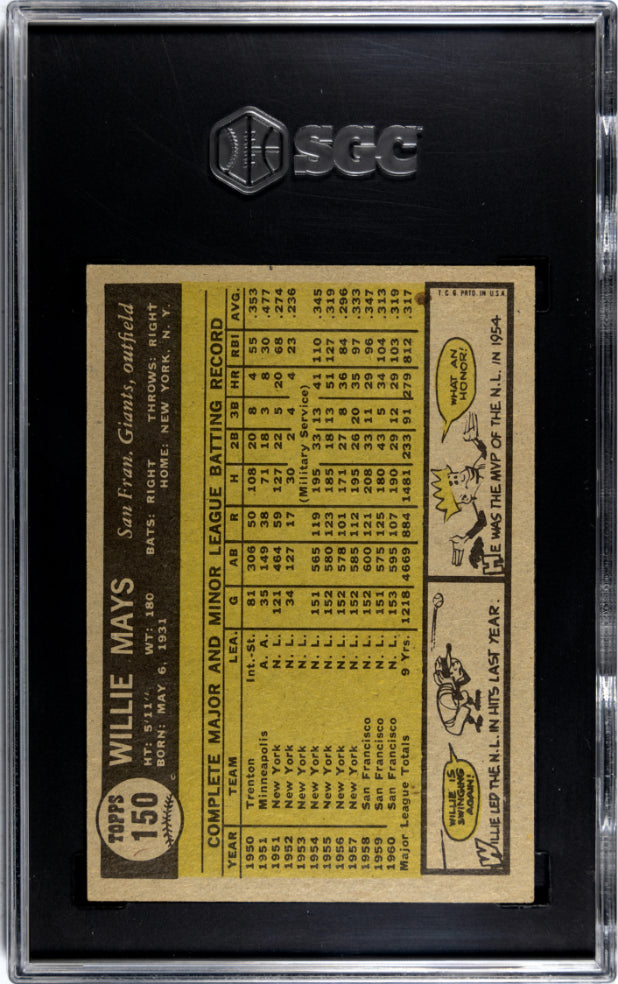 SGC
TOPPS
150
WILLIE MAYS San Fran. Giants, outfield
HT: 5'11" WT: 180 BATS: RIGHT THROWS: RIGHT
BORN: MAY 6, 1931 HOME: NEW YORK, N. Y.
COMPLETE MAJOR AND MINOR LEAGUE BATTING RECORD
YEAR TEAM LEA. G AB R H 2B 3B HR RBI AVG.
1950 Trenton Int.-St. 81 306 50 108 20 8 4 55 .353
1951 Minneapolis A. A. 35 149 38 71 18 3 8 30 .477
1951 New York N. L. 121 464 59 127 22 5 20 68 .274
1952 New York N. L. 34 127 17 30 2 4 4 23 .236
1953 New York N. L. (Military Service)
1954 New York N. L. 151 565 119 195 33 13 41 110 .345
1955 New York N. L. 152 580 123 185 18 13 51 127 .319
1956 New York N. L. 152 578 101 171 27 8 36 84 .296
1957 New York N. L. 152 585 112 195 26 20 35 97 .333
1958 San Francisco N. L. 152 600 121 208 33 11 29 96 .347
1959 San Francisco N. L. 151 575 125 180 43 5 34 104 .313
1960 San Francisco N. L. 153 595 107 190 29 12 29 103 .319
Major League Totals 9 Yrs. 1218 4669 884 1481 233 91 279 812 .317
WILLIE IS
SWINGING
AGAIN!
WILLIE LED THE N.L. IN HITS LAST YEAR.
T. C. G. PRTD. IN U.S.A.
WHAT AN
HONOR!
HE WAS THE MVP OF THE N.L. IN 1954